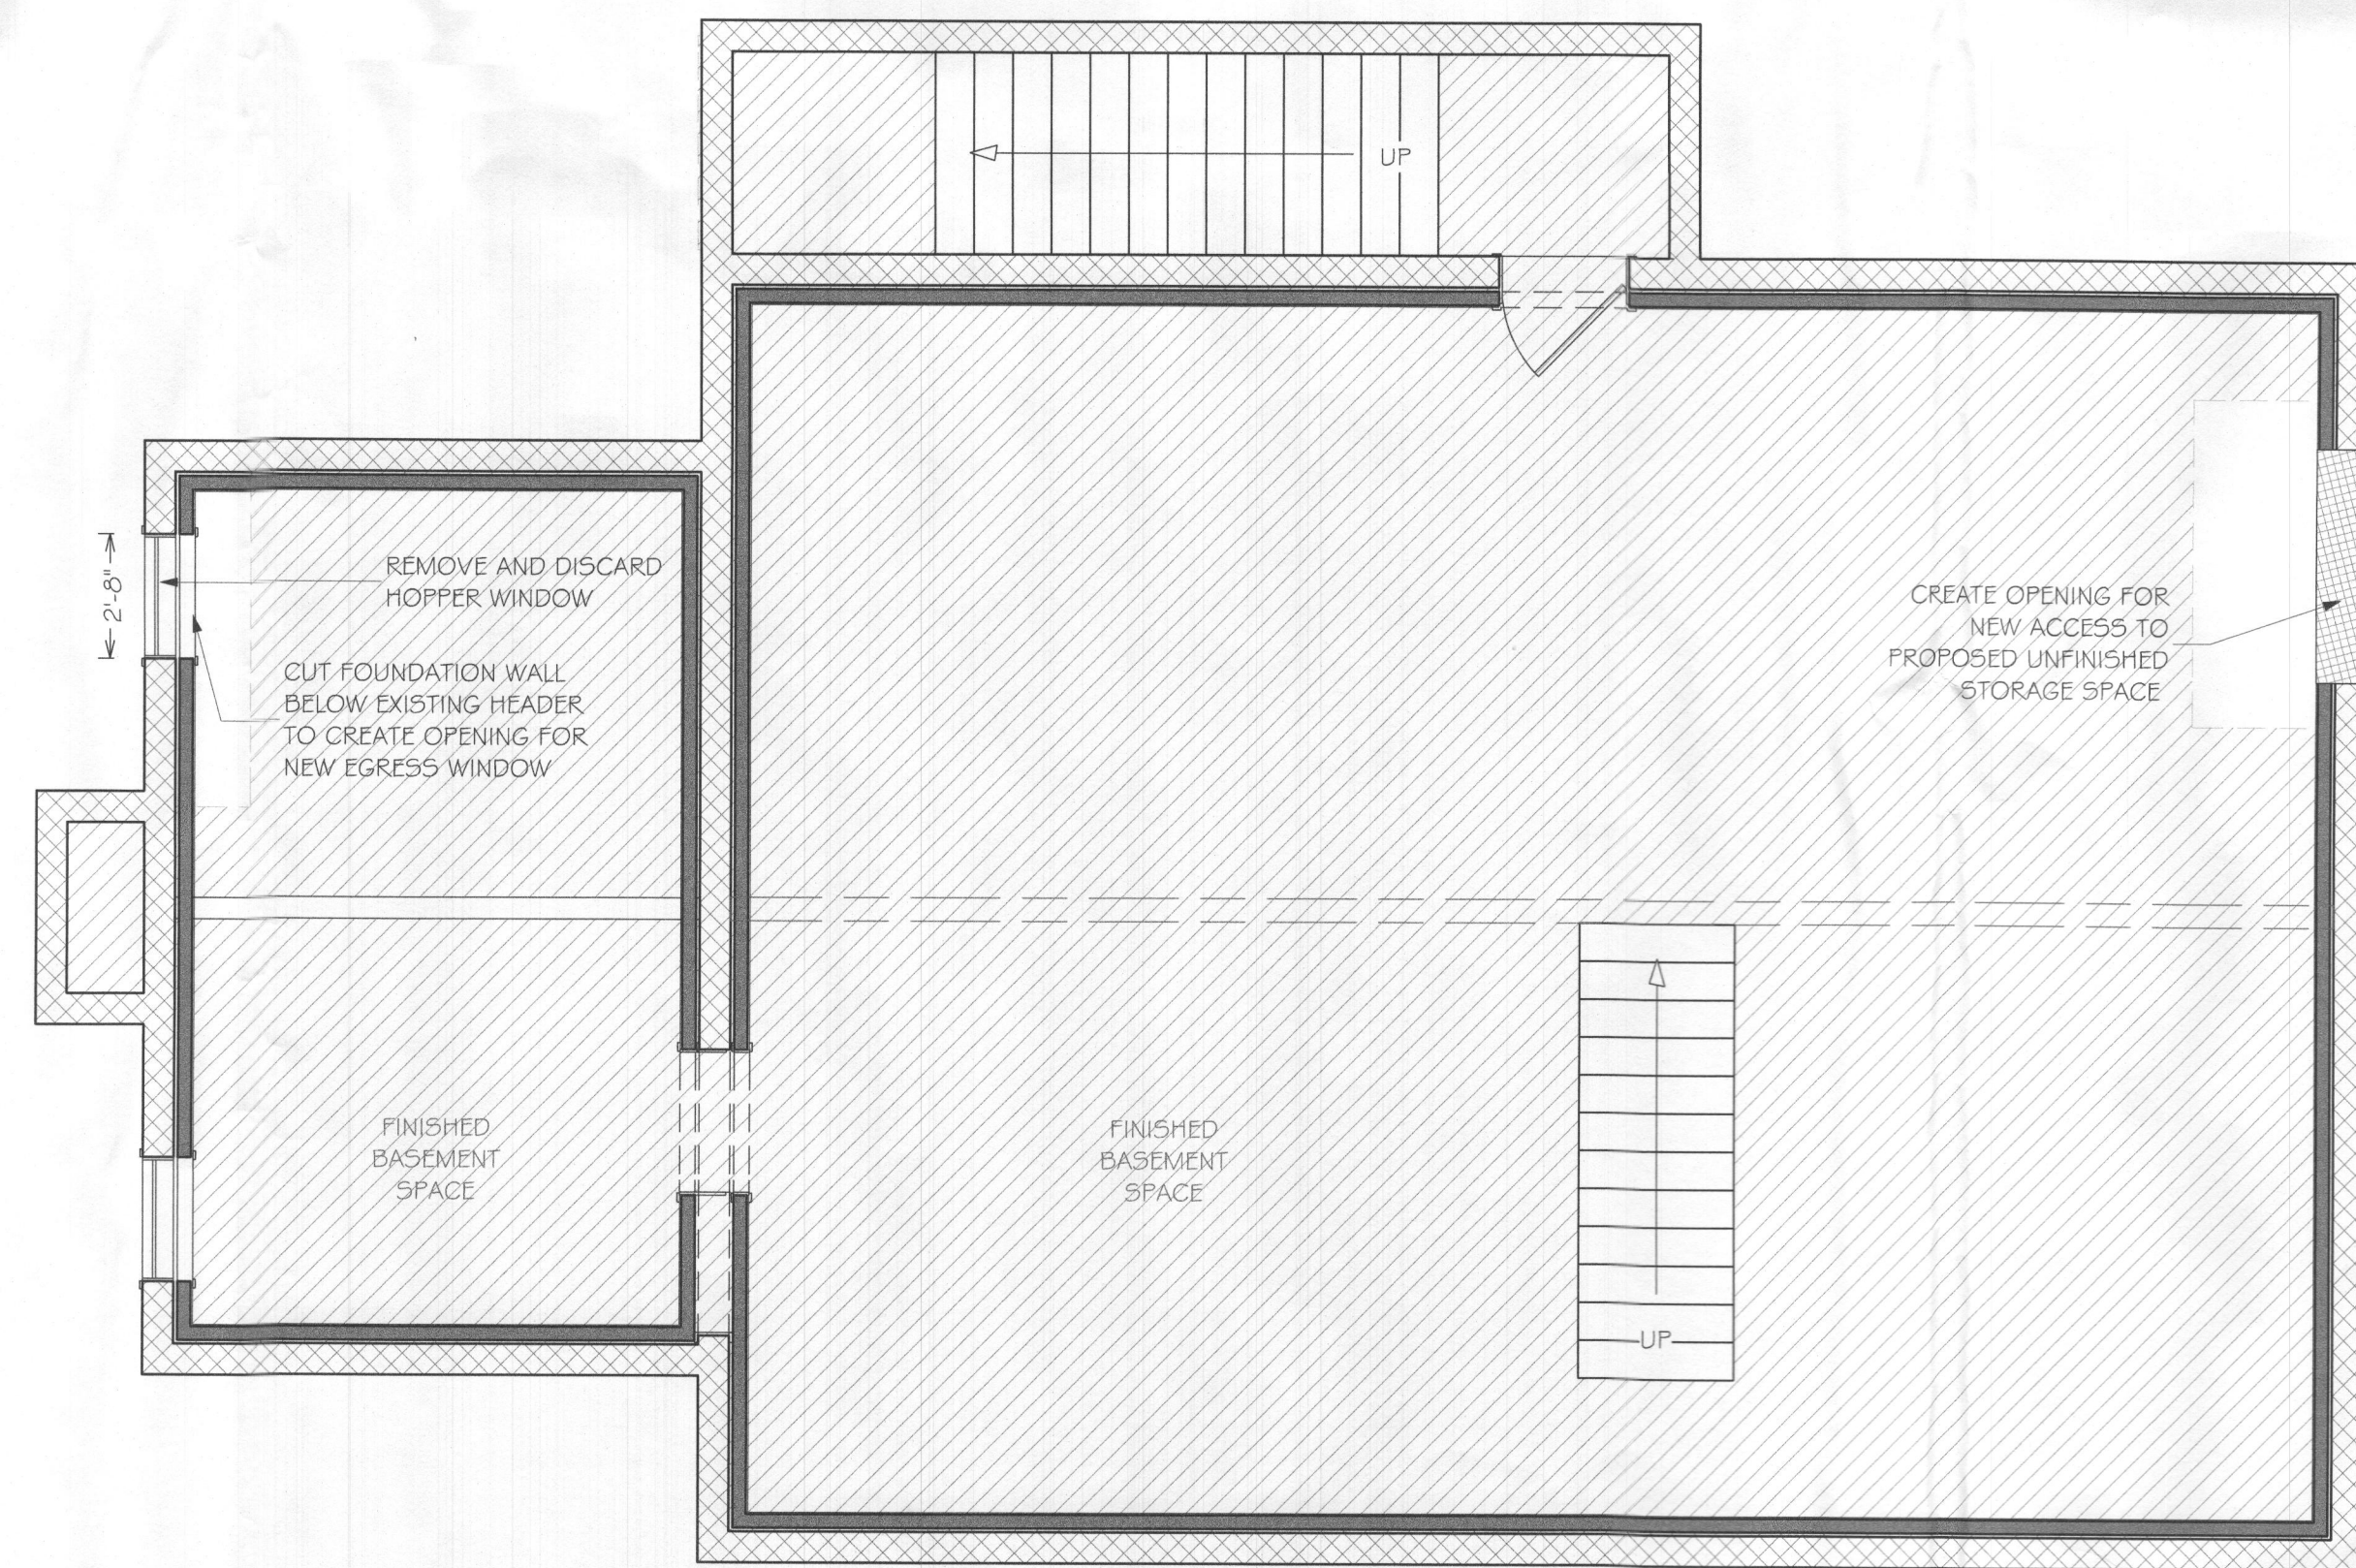 UP
REMOVE AND DISCARD
HOPPER WINDOW
2'-8"
CUT FOUNDATION WALL
BELOW EXISTING HEADER
TO CREATE OPENING FOR
NEW EGRESS WINDOW
CREATE OPENING FOR
NEW ACCESS TO
PROPOSED UNFINISHED
STORAGE SPACE
FINISHED
BASEMENT
SPACE
FINISHED
BASEMENT
SPACE
UP